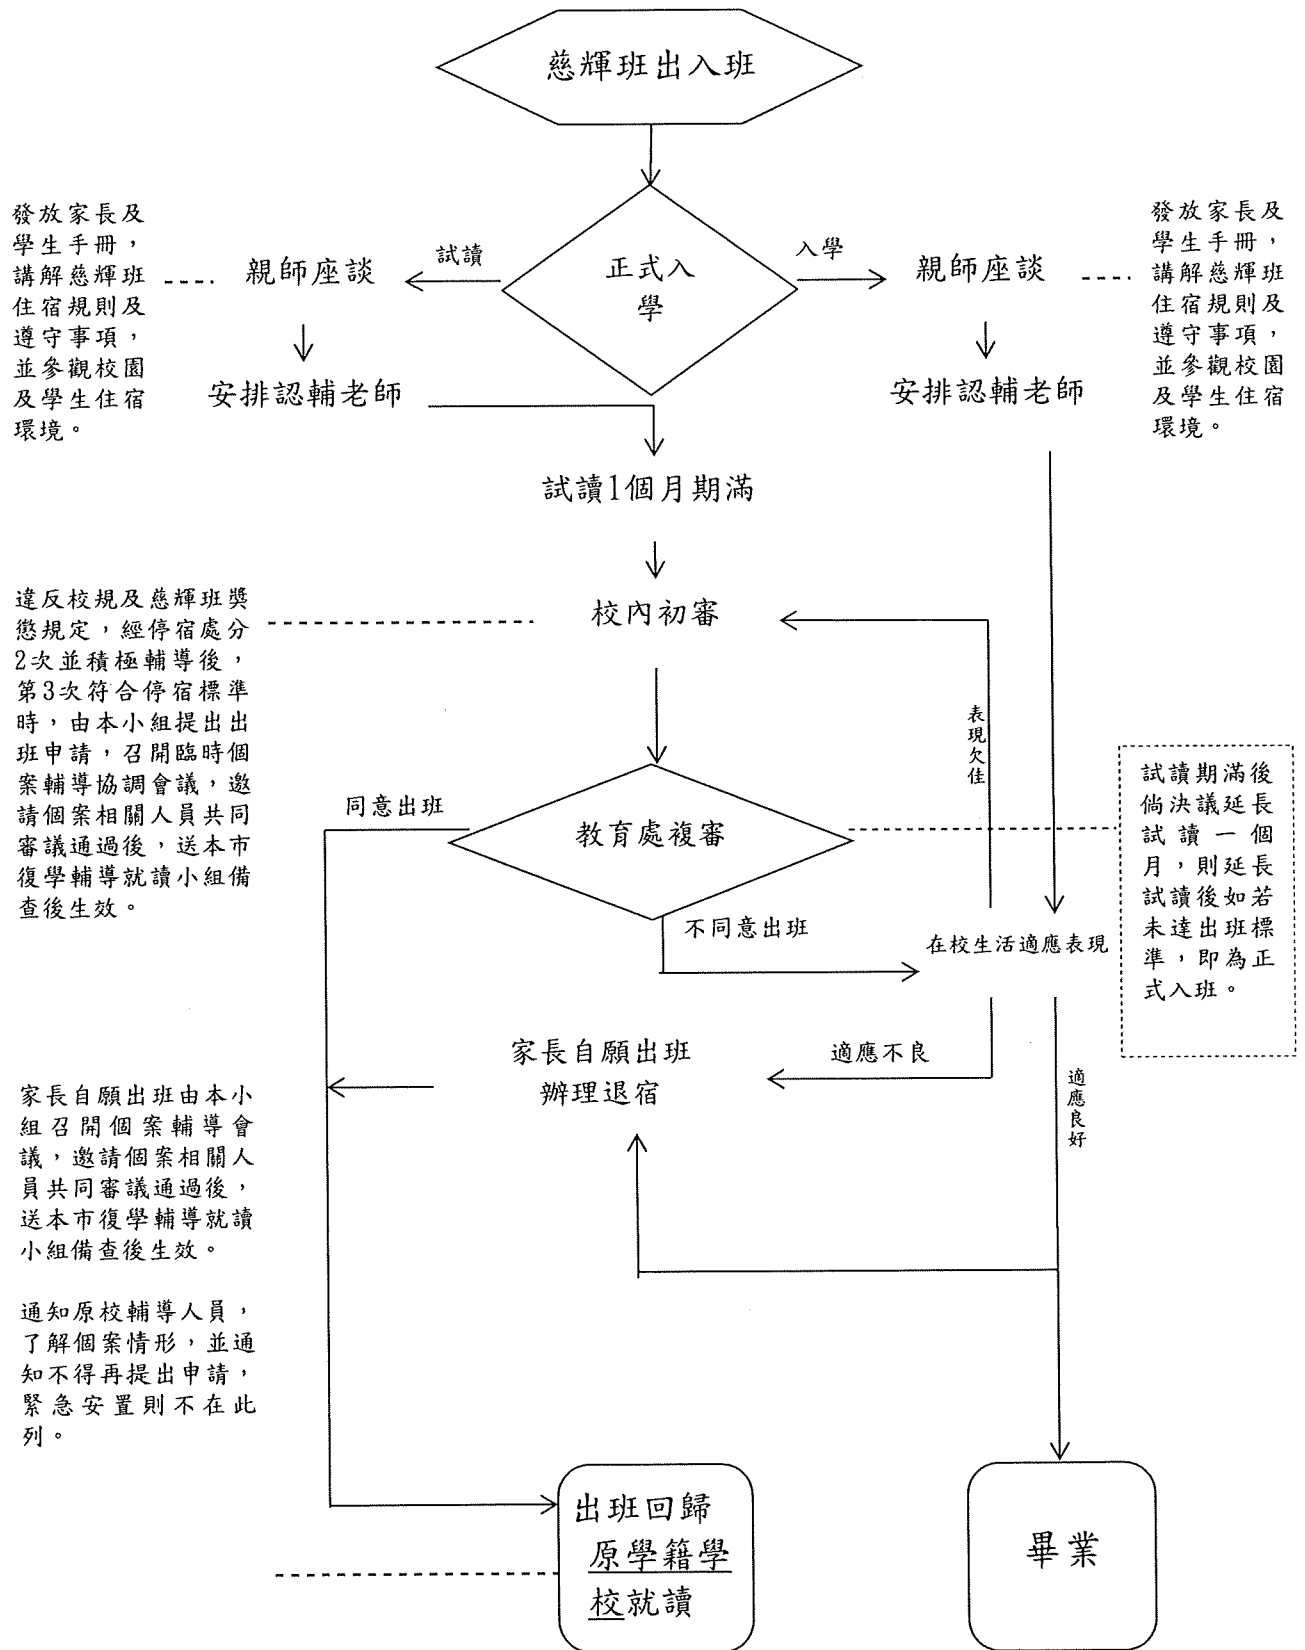 慈輝班出入班
正式入
學
試讀
入學
親師座談
安排認輔老師
發放家長及
學生手冊，
講解慈輝班
住宿規則及
遵守事項，
並參觀校園
及學生住宿
環境。
親師座談
安排認輔老師
發放家長及
學生手冊，
講解慈輝班
住宿規則及
遵守事項，
並參觀校園
及學生住宿
環境。
試讀1個月期滿
校內初審
違反校規及慈輝班獎
懲規定，經停宿處分
2次並積極輔導後，
第3次符合停宿標準
時，由本小組提出出
班申請，召開臨時個
案輔導協調會議，邀
請個案相關人員共同
審議通過後，送本市
復學輔導就讀小組備
查後生效。
表現欠佳
教育處複審
同意出班
不同意出班
試讀期滿後
倘決議延長
試讀一個
月，則延長
試讀後如若
未達出班標
準，即為正
式入班。
在校生活適應表現
適應不良
適應良好
家長自願出班
辦理退宿
家長自願出班由本小
組召開個案輔導會
議，邀請個案相關人
員共同審議通過後，
送本市復學輔導就讀
小組備查後生效。
通知原校輔導人員，
了解個案情形，並通
知不得再提出申請，
緊急安置則不在此
列。
出班回歸
原學籍學
校就讀
畢業